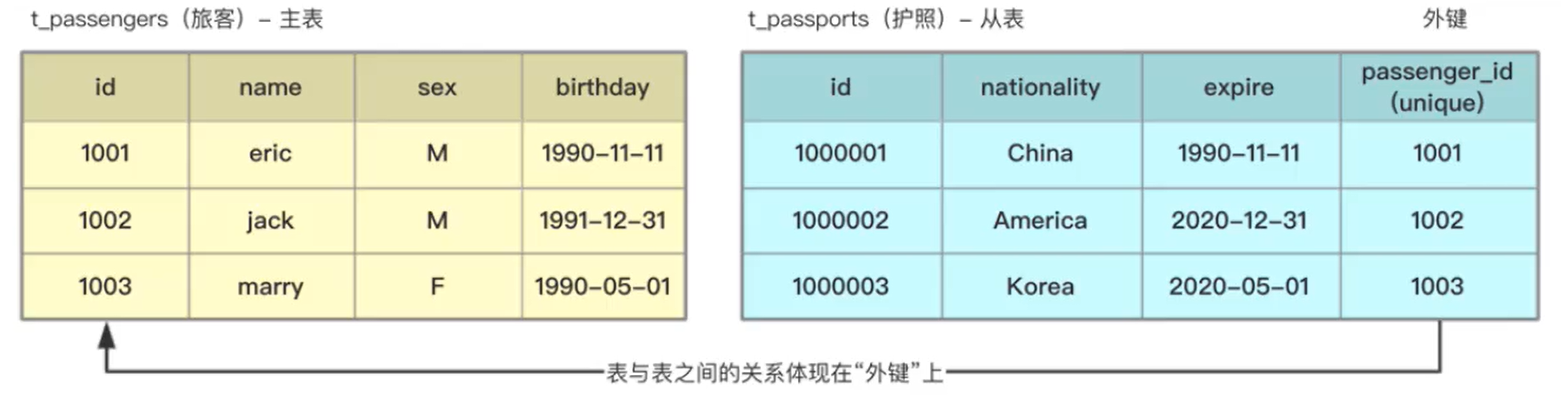 t_passengers（旅客）– 主表
t_passports（护照）– 从表 外键
id name sex birthday
1001 eric M 1990–11–11
1002 jack M 1991–12–31
1003 marry F 1990–05–01
id nationality expire passenger_id
（unique）
1000001 China 1990–11–11 1001
1000002 America 2020–12–31 1002
1000003 Korea 2020–05–01 1003
表与表之间的关系体现在“外键”上